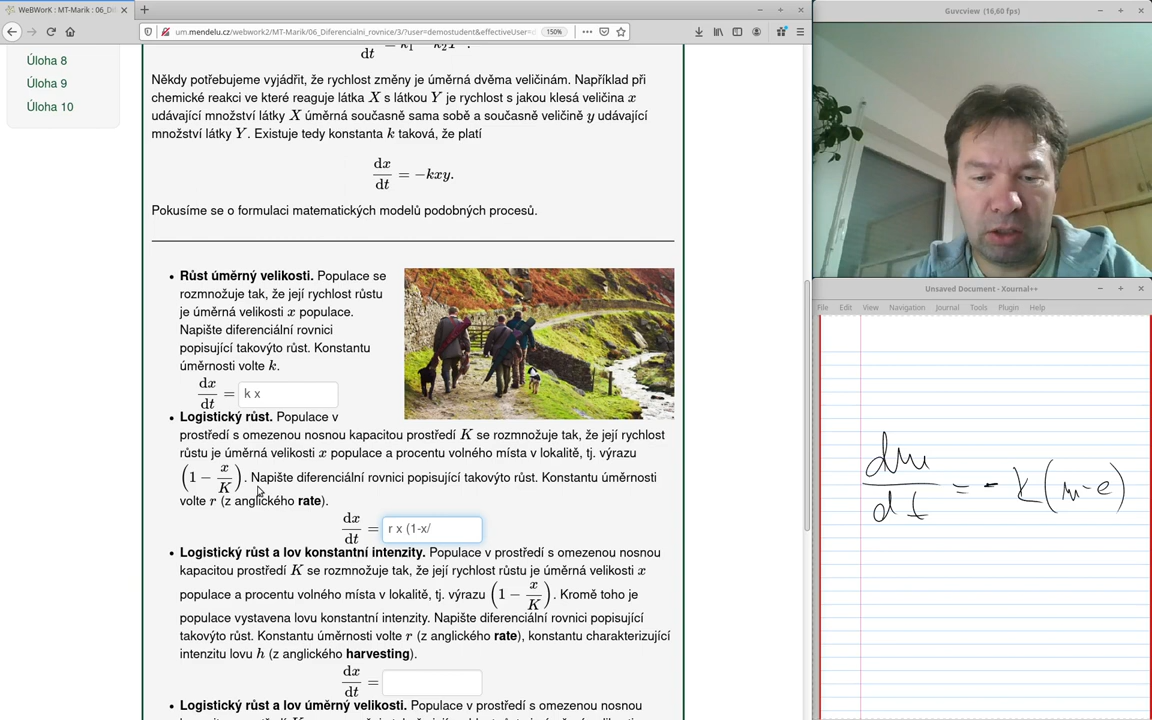 WeBWorK : MT-Marik : 06_Di
um.mendelu.cz/webwork2/MT-Marik/06_Diferencialni_rovnice/3/?user=demostudent&effectiveUser=d
150%
Úloha 8
Úloha 9
Úloha 10
dt
Někdy potřebujeme vyjádřit, že rychlost změny je úměrná dvěma veličinám. Například při
chemické reakci ve které reaguje látka X s látkou Y je rychlost s jakou klesá veličina x
udávající množství látky X úměrná současně sama sobě a současně veličině y udávající
množství látky Y. Existuje tedy konstanta k taková, že platí
dx/dt = −kxy.
Pokusíme se o formulaci matematických modelů podobných procesů.
• Růst úměrný velikosti. Populace se
rozmnožuje tak, že její rychlost růstu
je úměrná velikosti x populace.
Napište diferenciální rovnici
popisující takovýto růst. Konstantu
úměrnosti volte k.
dx/dt = k x
• Logistický růst. Populace v
prostředí s omezenou nosnou kapacitou prostředí K se rozmnožuje tak, že její rychlost
růstu je úměrná velikosti x populace a procentu volného místa v lokalitě, tj. výrazu
(1 − x/K). Napište diferenciální rovnici popisující takovýto růst. Konstantu úměrnosti
volte r (z anglického rate).
dx/dt = r x (1-x/
• Logistický růst a lov konstantní intenzity. Populace v prostředí s omezenou nosnou
kapacitou prostředí K se rozmnožuje tak, že její rychlost růstu je úměrná velikosti x
populace a procentu volného místa v lokalitě, tj. výrazu (1 − x/K). Kromě toho je
populace vystavena lovu konstantní intenzity. Napište diferenciální rovnici popisující
takovýto růst. Konstantu úměrnosti volte r (z anglického rate), konstantu charakterizující
intenzitu lovu h (z anglického harvesting).
dx/dt =
• Logistický růst a lov úměrný velikosti. Populace v prostředí s omezenou nosnou
Guvcview (16,60 fps)
Unsaved Document - Xournal++
File Edit View Navigation Journal Tools Plugin Help
du/dt = - k(u-e)